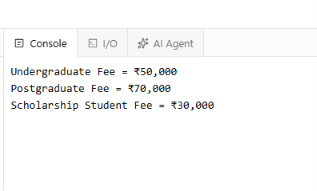 Console I/O AI Agent
Undergraduate Fee = ₹50,000
Postgraduate Fee = ₹70,000
Scholarship Student Fee = ₹30,000